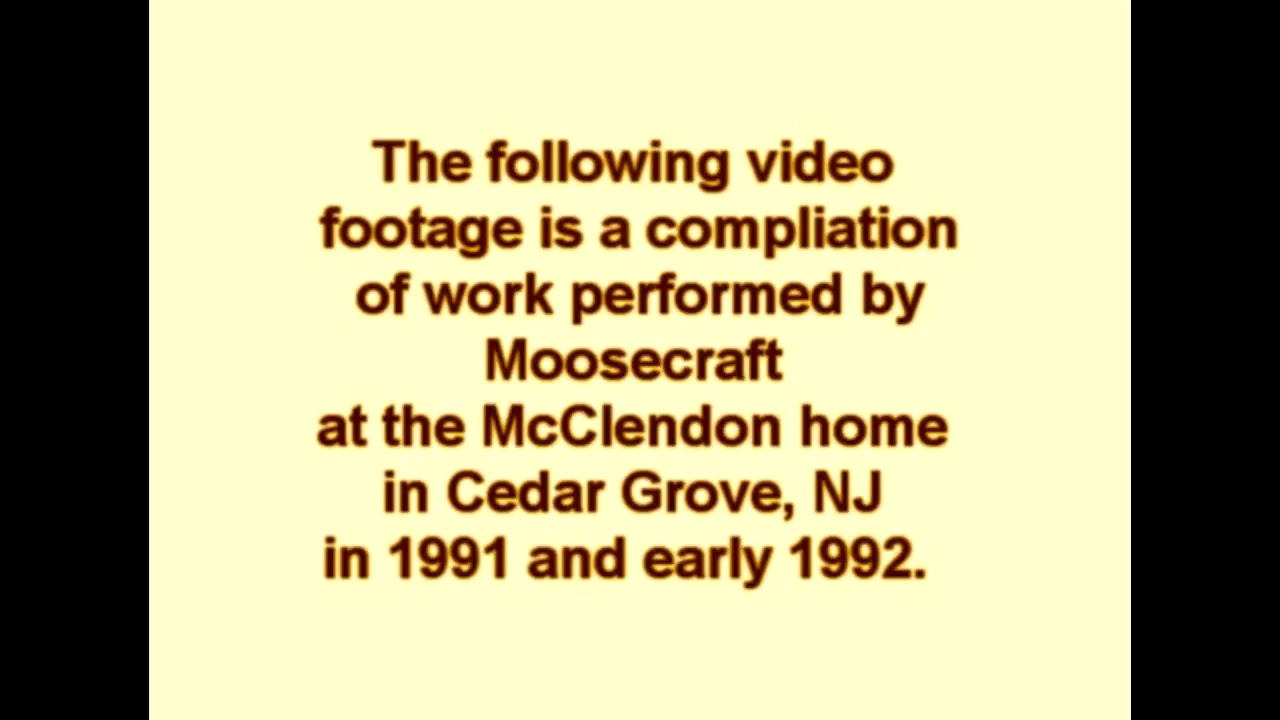 The following video
footage is a compliation
of work performed by
Moosecraft
at the McClendon home
in Cedar Grove, NJ
in 1991 and early 1992.